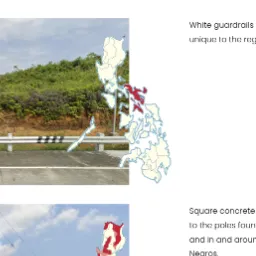 White guardrails
unique to the reg
Square concrete
to the poles foun
and in and aroun
Negros.